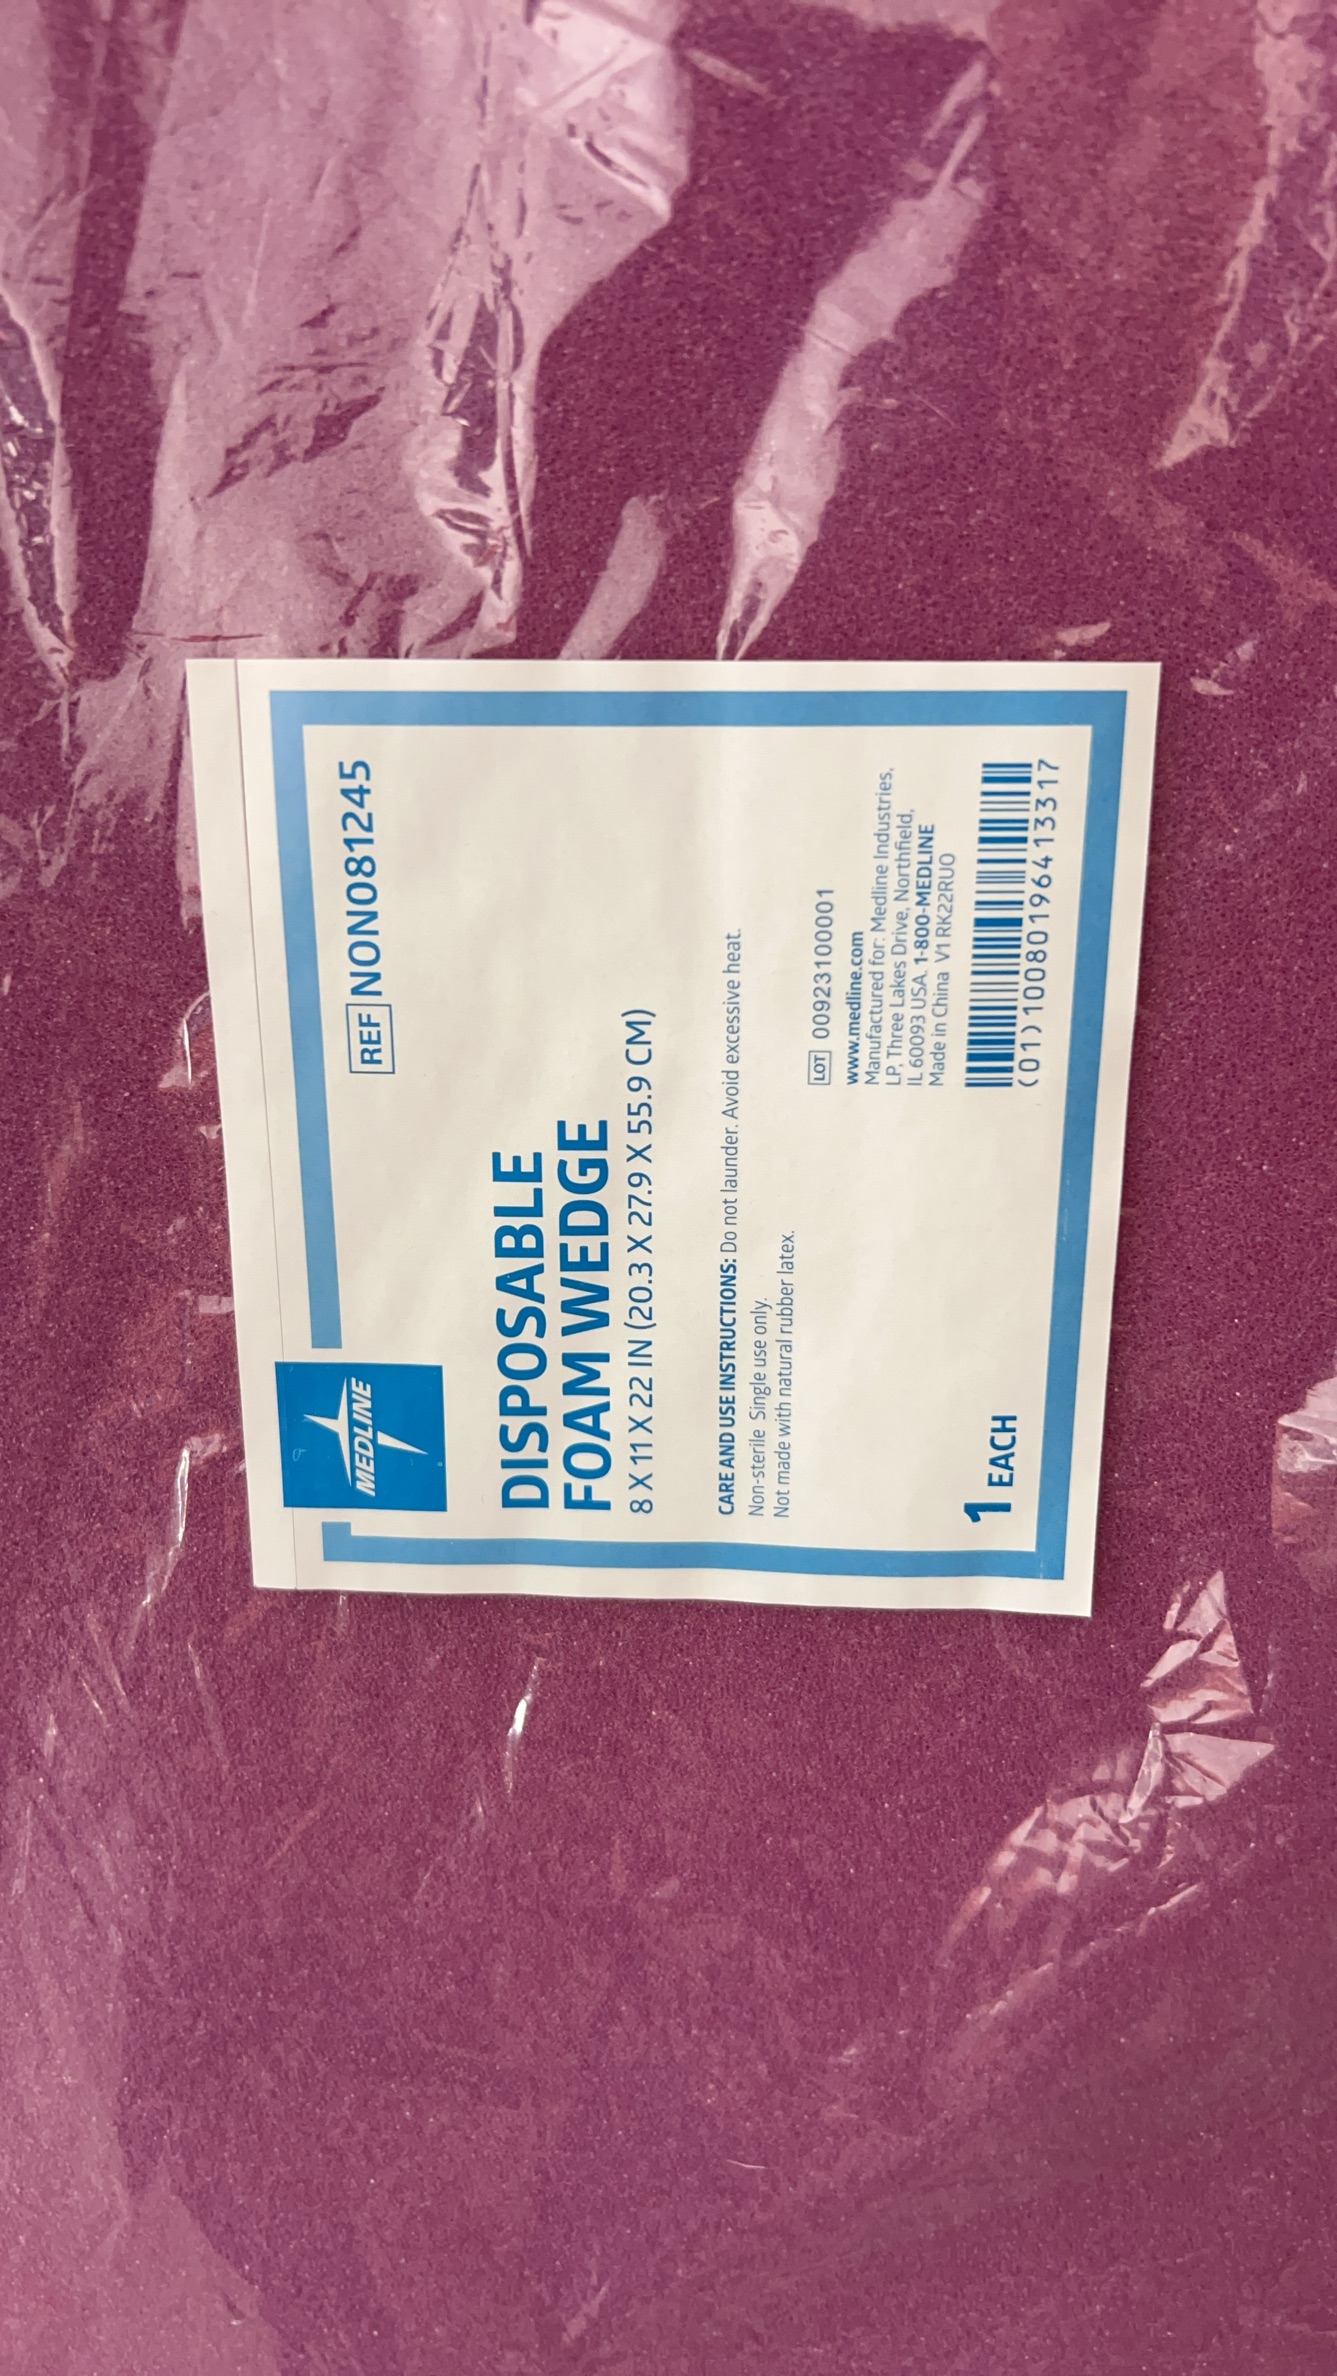 MEDLINE
REF NON081245
DISPOSABLE
FOAM WEDGE
8 X 11 X 22 IN (20.3 X 27.9 X 55.9 CM)
CARE AND USE INSTRUCTIONS: Do not launder. Avoid excessive heat.
Non-sterile Single use only.
Not made with natural rubber latex.
LOT 00923100001
www.medline.com
Manufactured for: Medline Industries,
LP, Three Lakes Drive, Northfield,
IL 60093 USA. 1-800-MEDLINE
Made in China V1 RK22RUO
1 EACH
(01)10080196413317